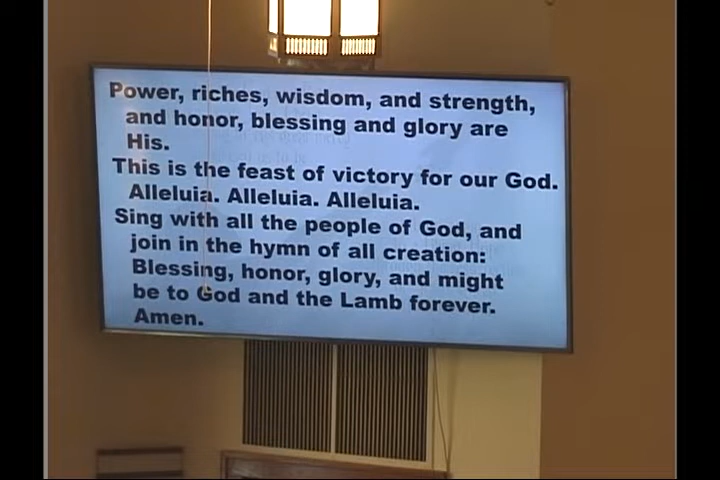 Power, riches, wisdom, and strength,
and honor, blessing and glory are
His.
This is the feast of victory for our God.
Alleluia. Alleluia. Alleluia.
Sing with all the people of God, and
join in the hymn of all creation:
Blessing, honor, glory, and might
be to God and the Lamb forever.
Amen.